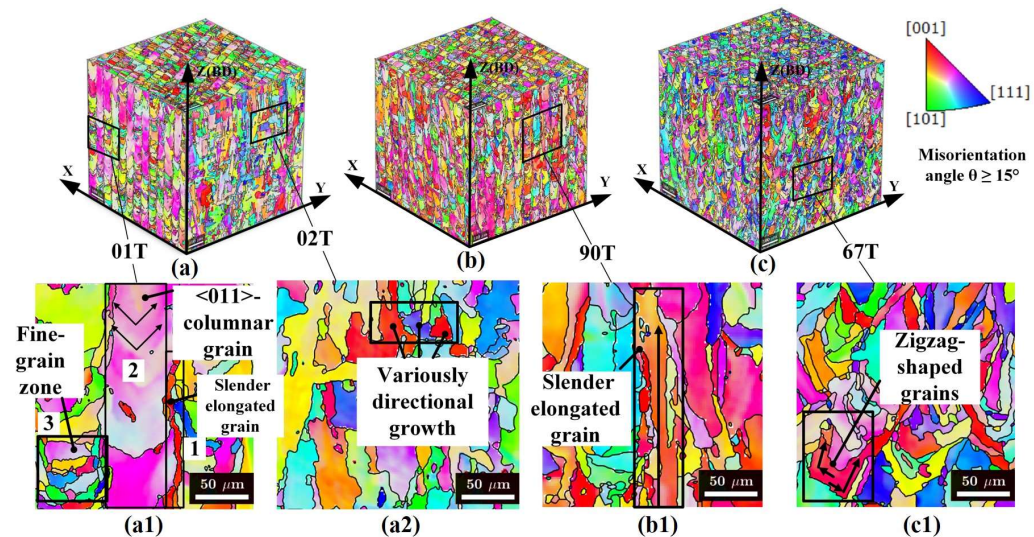 [001]
[111]
[101]
Misorientation
angle θ ≥ 15°
Z(BD)
X
Y
(a)
Z(BD)
X
Y
(b)
Z(BD)
X
Y
(c)
01T
02T
90T
67T
<011>-
columnar
grain
Fine-
grain
zone
2
Slender
elongated
grain
3
1
50 μm
(a1)
Variously
directional
growth
50 μm
(a2)
Slender
elongated
grain
50 μm
(b1)
Zigzag-
shaped
grains
50 μm
(c1)